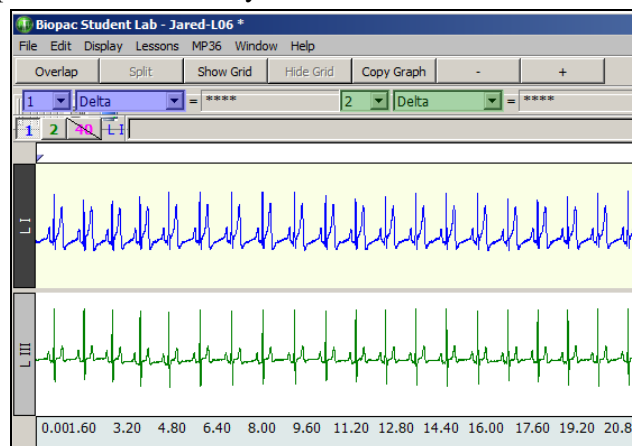 Biopac Student Lab - Jared-L06 *
File Edit Display Lessons MP36 Window Help
Overlap Split Show Grid Hide Grid Copy Graph - +
1 Delta = **** 2 Delta = ****
1 2 40 L I
L I
L III
0.00 1.60 3.20 4.80 6.40 8.00 9.60 11.20 12.80 14.40 16.00 17.60 19.20 20.8